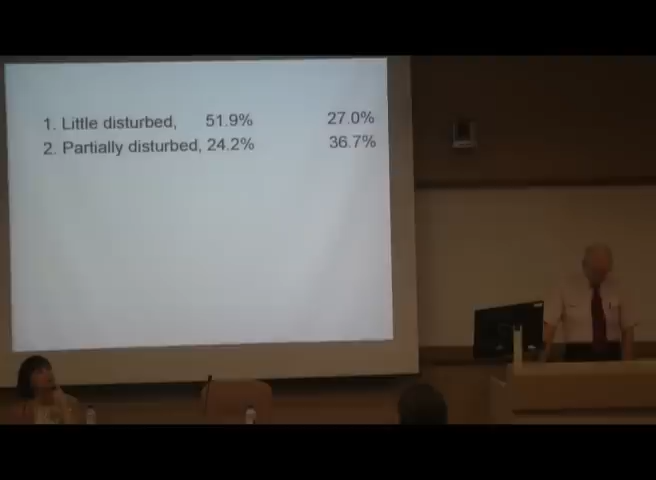 1. Little disturbed, 51.9% 27.0%
2. Partially disturbed, 24.2% 36.7%